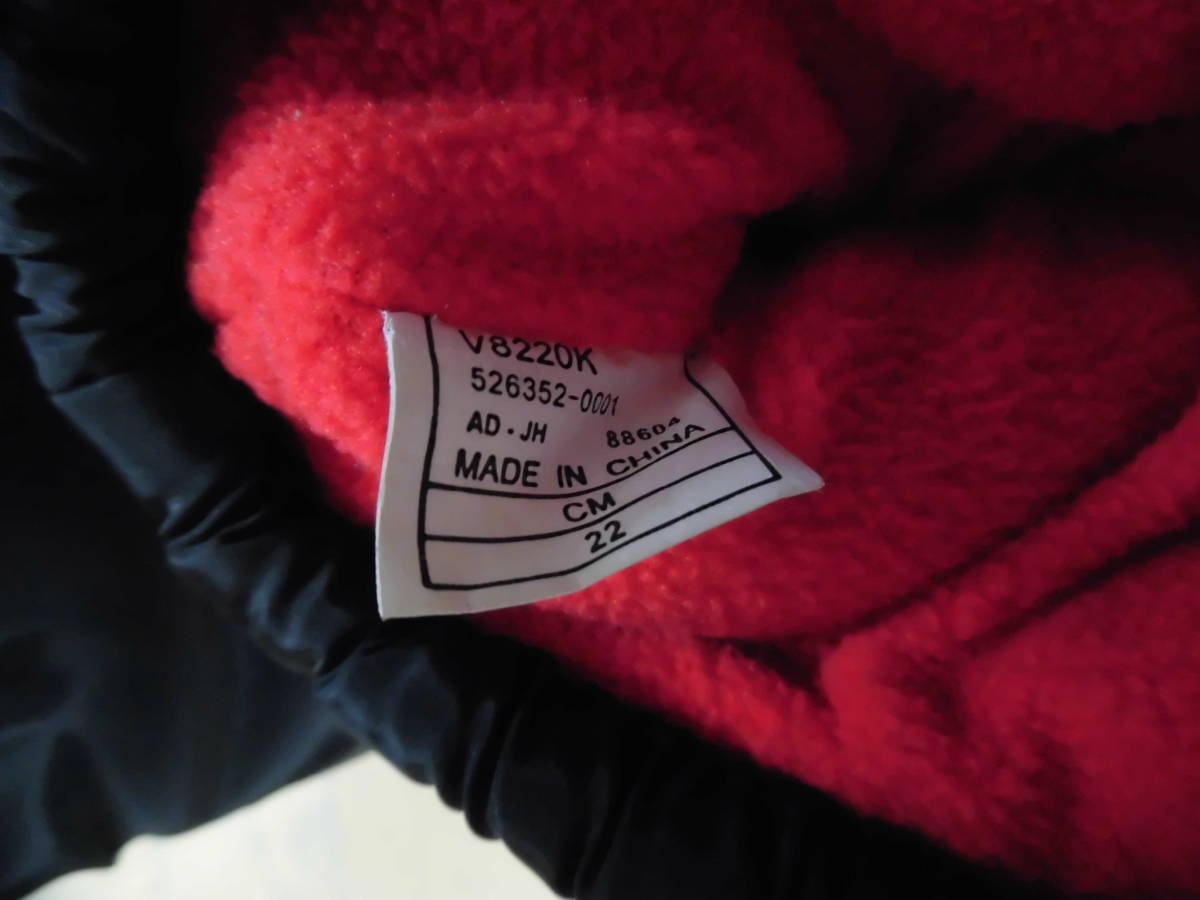 V8220K
526352-0001
AD.JH 88604
MADE IN CHINA
CM
22